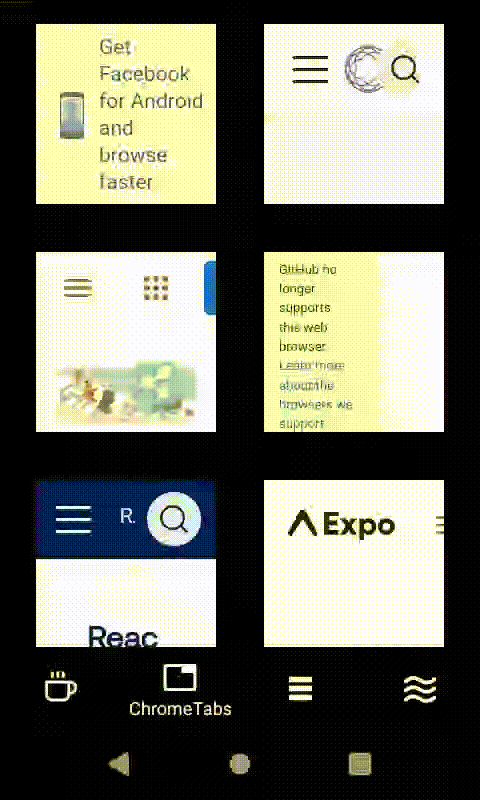 Get
Facebook
for Android
and
browse
faster
GitHub no
longer
supports
this web
browser.
Learn more
about the
browsers we
support
R.
Expo
Reac
ChromeTabs